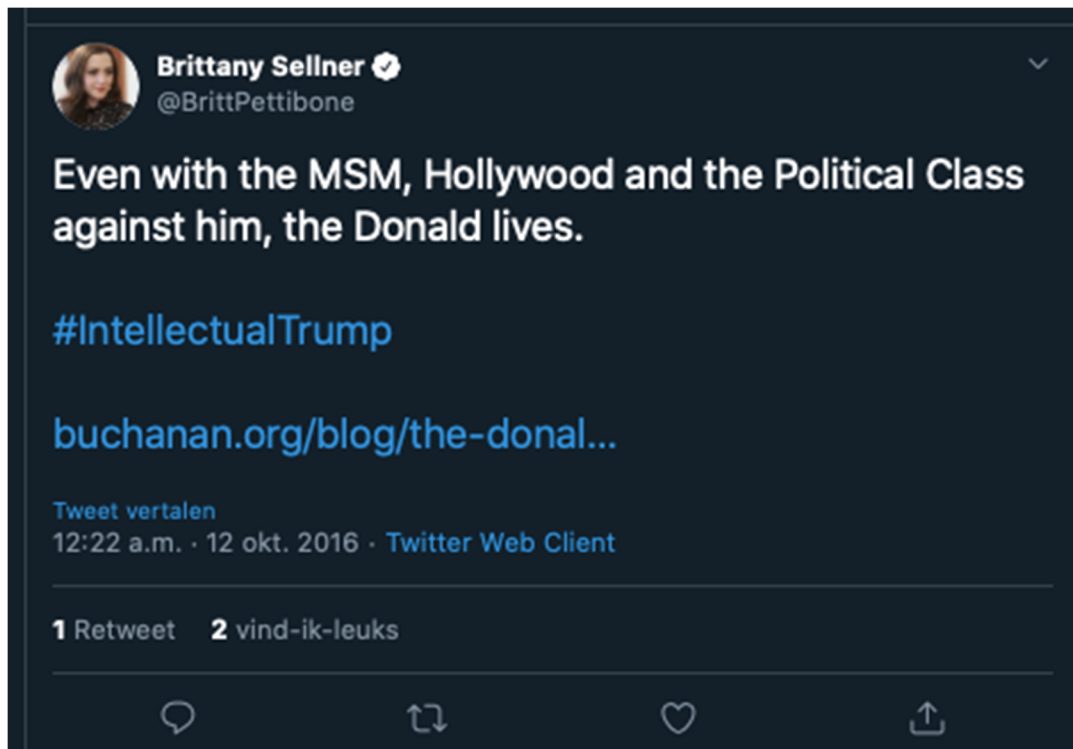 Brittany Sellner
@BrittPettibone
Even with the MSM, Hollywood and the Political Class
against him, the Donald lives.
#IntellectualTrump
buchanan.org/blog/the-donal...
Tweet vertalen
12:22 a.m. · 12 okt. 2016 · Twitter Web Client
1 Retweet 2 vind-ik-leuks